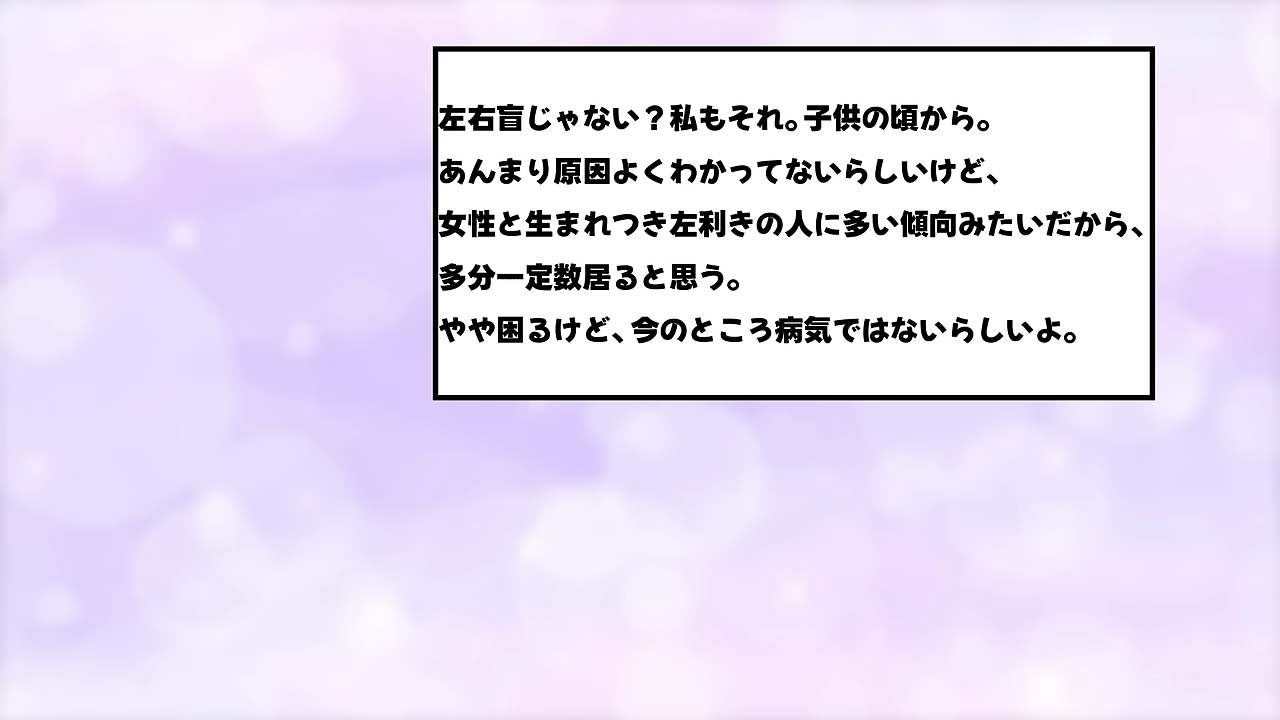 左右盲じゃない？私もそれ。子供の頃から。
あんまり原因よくわかってないらしいけど、
女性と生まれつき左利きの人に多い傾向みたいだから、
多分一定数居ると思う。
やや困るけど、今のところ病気ではないらしいよ。